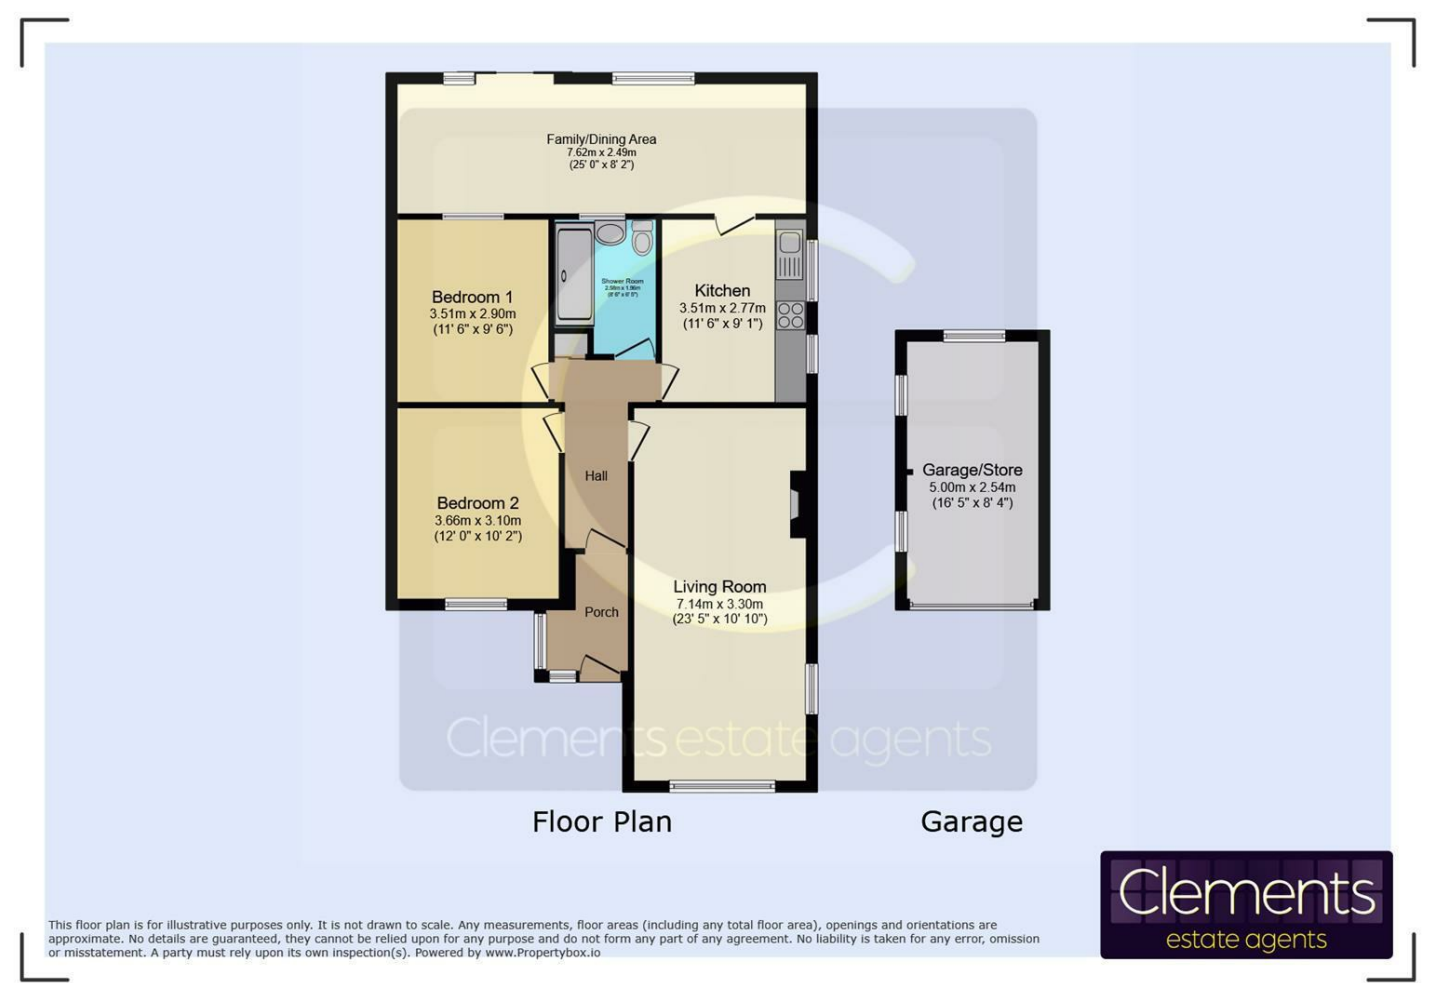 Family/Dining Area
7.62m x 2.49m
(25' 0" x 8' 2")
Bedroom 1
3.51m x 2.90m
(11' 6" x 9' 6")
Shower Room
Kitchen
3.51m x 2.77m
(11' 6" x 9' 1")
Garage/Store
5.00m x 2.54m
(16' 5" x 8' 4")
Hall
Bedroom 2
3.66m x 3.10m
(12' 0" x 10' 2")
Living Room
7.14m x 3.30m
(23' 5" x 10' 10")
Porch
Clements estate agents
Floor Plan
Garage
Clements
estate agents
This floor plan is for illustrative purposes only. It is not drawn to scale. Any measurements, floor areas (including any total floor area), openings and orientations are
approximate. No details are guaranteed, they cannot be relied upon for any purpose and do not form any part of any agreement. No liability is taken for any error, omission
or misstatement. A party must rely upon its own inspection(s). Powered by www.Propertybox.io